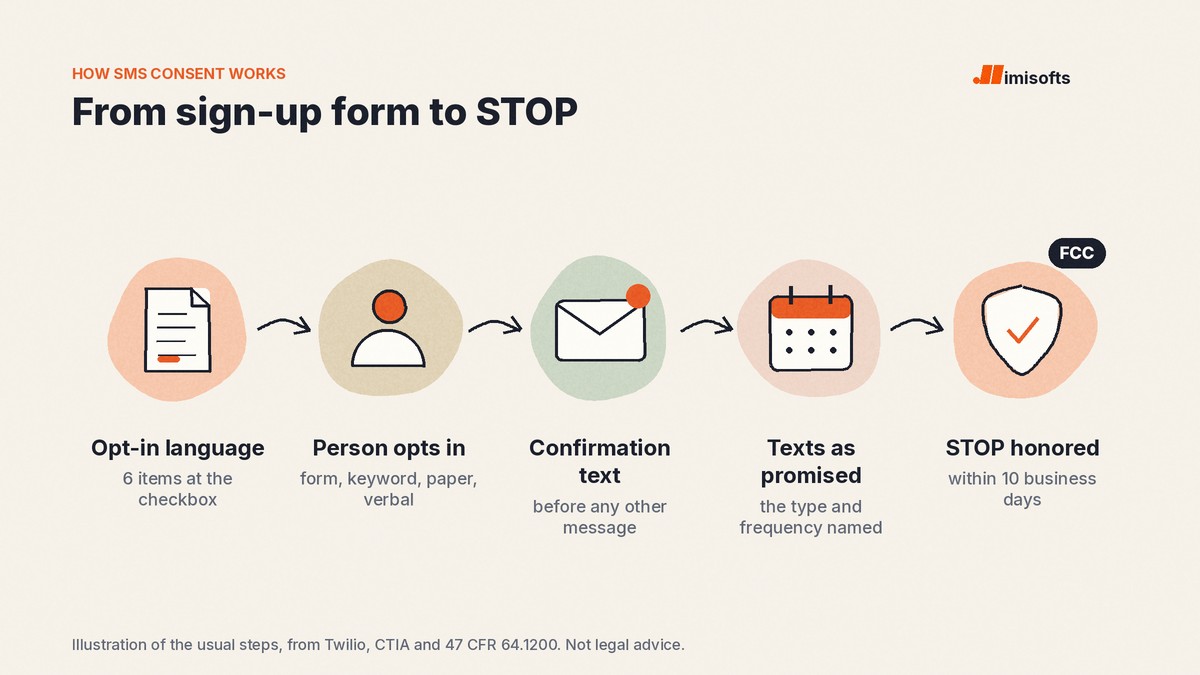 HOW SMS CONSENT WORKS
From sign-up form to STOP
imisofts
FCC
Opt-in language
6 items at the
checkbox
Person opts in
form, keyword, paper,
verbal
Confirmation
text
before any other
message
Texts as
promised
the type and
frequency named
STOP honored
within 10 business
days
Illustration of the usual steps, from Twilio, CTIA and 47 CFR 64.1200. Not legal advice.